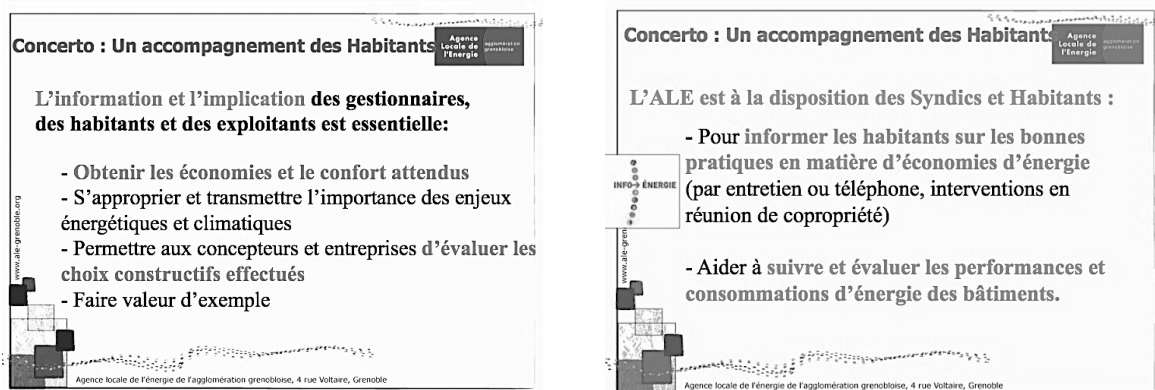 Concerto : Un accompagnement des Habitants
Agence
Locale de
l'Energie
agglomération
grenobloise
L'information et l'implication des gestionnaires,
des habitants et des exploitants est essentielle:
- Obtenir les économies et le confort attendus
- S'approprier et transmettre l'importance des enjeux
énergétiques et climatiques
- Permettre aux concepteurs et entreprises d'évaluer les
choix constructifs effectués
- Faire valeur d'exemple
www.ale-grenoble.org
Agence locale de l'énergie de l'agglomération grenobloise, 4 rue Voltaire, Grenoble
Concerto : Un accompagnement des Habitants
Agence
Locale de
l'Energie
agglomération
grenobloise
L'ALE est à la disposition des Syndics et Habitants :
- Pour informer les habitants sur les bonnes
pratiques en matière d'économies d'énergie
(par entretien ou téléphone, interventions en
réunion de copropriété)
INFO ÉNERGIE
- Aider à suivre et évaluer les performances et
consommations d'énergie des bâtiments.
www.ale-gren
Agence locale de l'énergie de l'agglomération grenobloise, 4 rue Voltaire, Grenoble